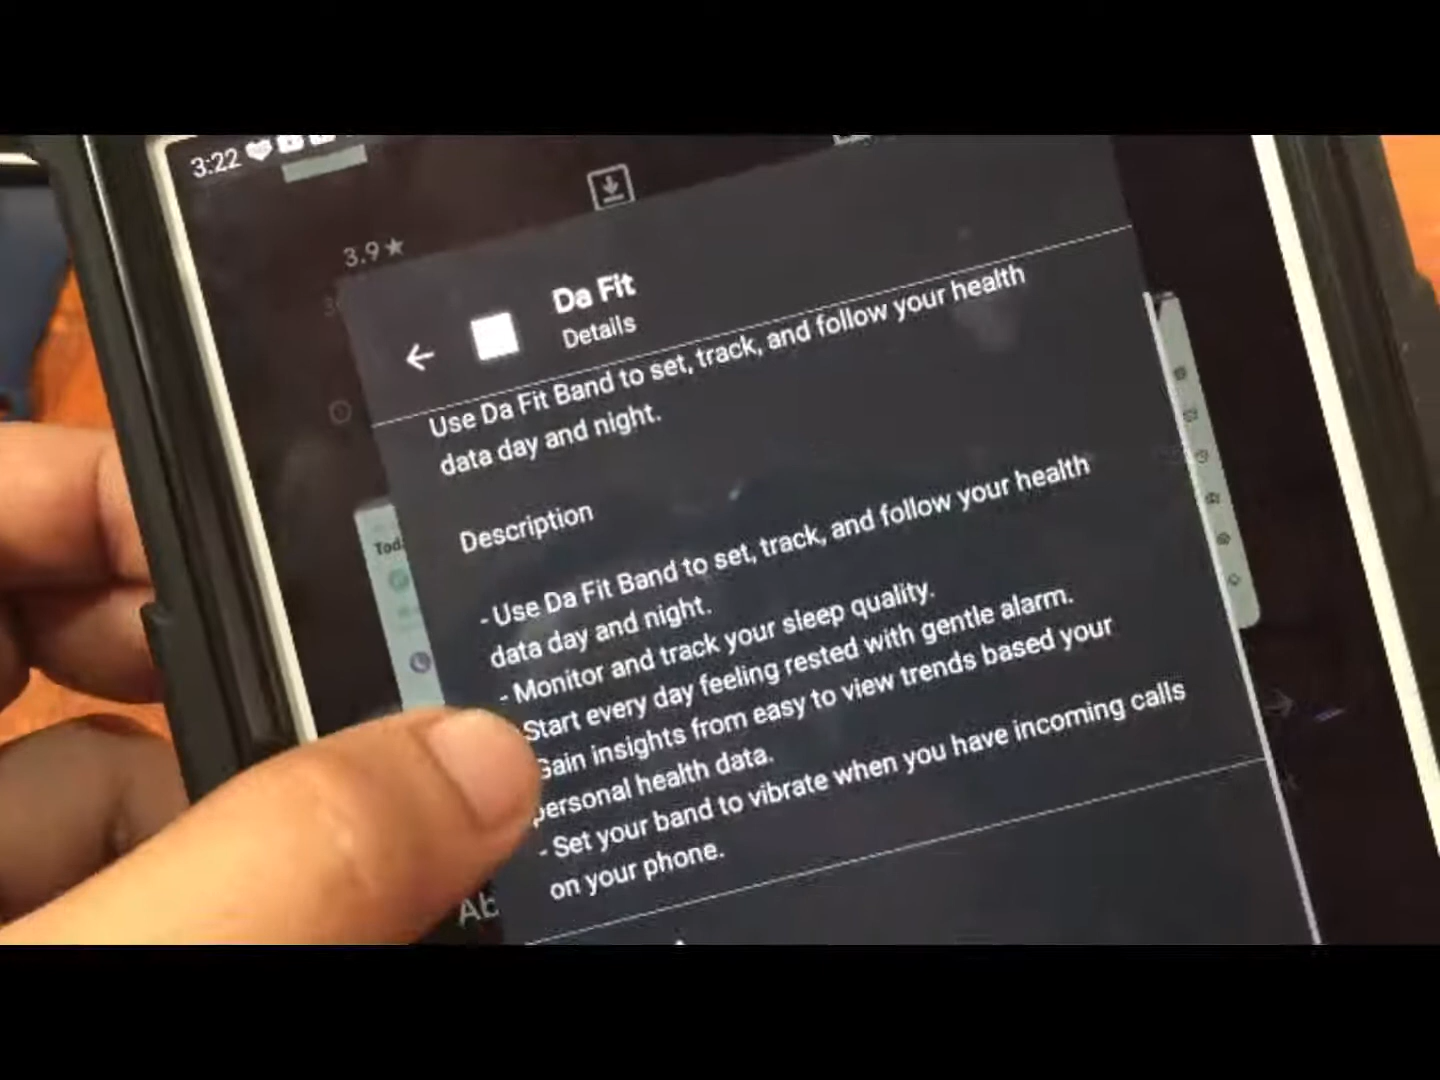 3:22
3.9★
Da Fit
Details
Use Da Fit Band to set, track, and follow your health
data day and night.
Description
- Use Da Fit Band to set, track, and follow your health
data day and night.
- Monitor and track your sleep quality.
Start every day feeling rested with gentle alarm.
Gain insights from easy to view trends based your
personal health data.
- Set your band to vibrate when you have incoming calls
on your phone.